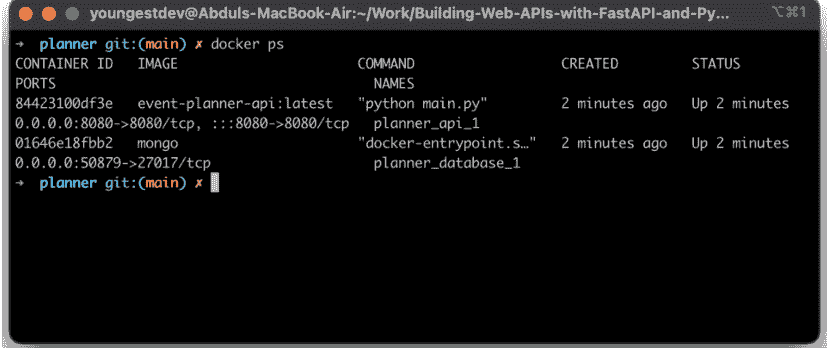 youngestdev@Abduls-MacBook-Air:~/Work/Building-Web-APIs-with-FastAPI-and-Py... ⌥⌘1
→ planner git:(main) ✗ docker ps
CONTAINER ID   IMAGE                      COMMAND                  CREATED         STATUS
PORTS                                       NAMES
84423100df3e   event-planner-api:latest   "python main.py"         2 minutes ago   Up 2 minutes
0.0.0.0:8080->8080/tcp, :::8080->8080/tcp   planner_api_1
01646e18fbb2   mongo                      "docker-entrypoint.s…"   2 minutes ago   Up 2 minutes
0.0.0.0:50879->27017/tcp                    planner_database_1
→ planner git:(main) ✗